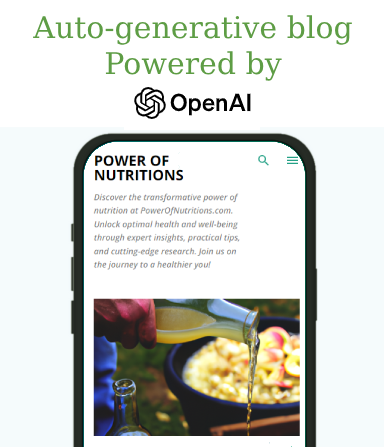 Auto-generative blog
Powered by
OpenAI
POWER OF
NUTRITIONS
Discover the transformative power of
nutrition at PowerOfNutritions.com.
Unlock optimal health and well-being
through expert insights, practical tips,
and cutting-edge research. Join us on
the journey to a healthier you!